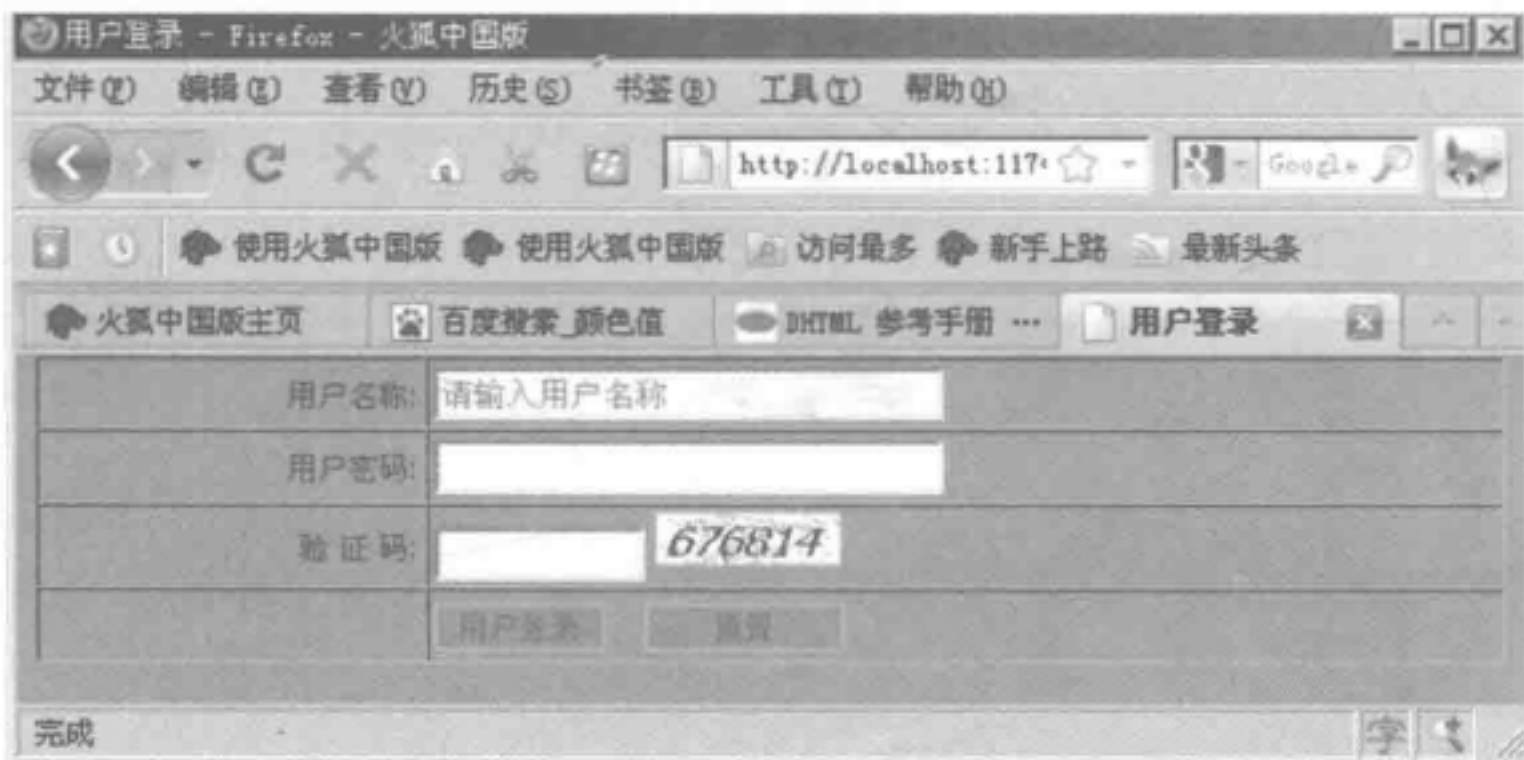 用户登录 - Firefox - 火狐中国版
文件(F) 编辑(E) 查看(V) 历史(S) 书签(B) 工具(T) 帮助(H)
http://localhost:1174 Google
使用火狐中国版 使用火狐中国版 访问最多 新手上路 最新头条
火狐中国版主页 百度搜索_颜色值 DHTML 参考手册 … 用户登录
用户名称: 请输入用户名称
用户密码:
验 证 码: 676814
用户登录 重置
完成 字